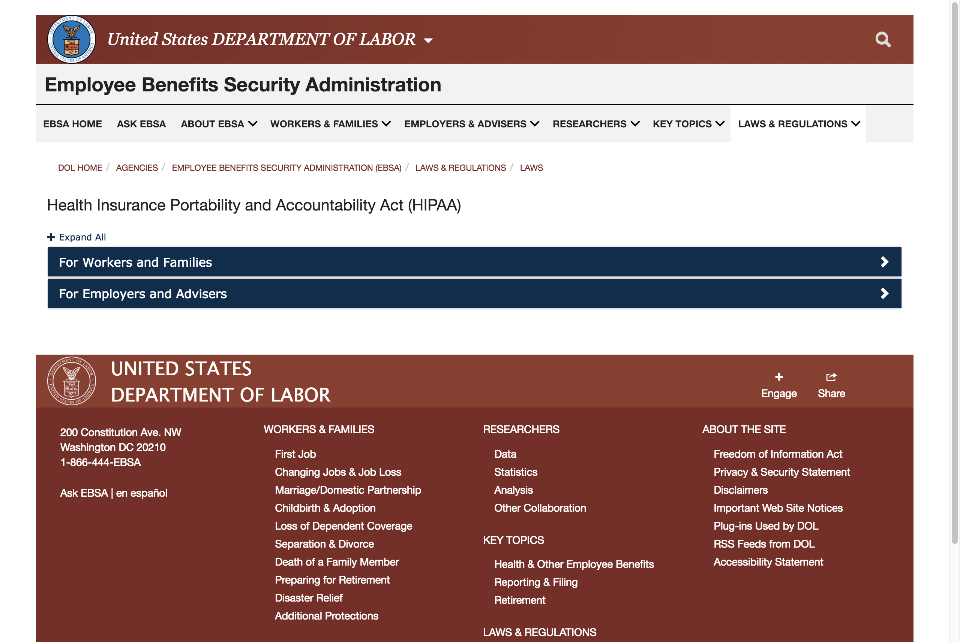 United States DEPARTMENT OF LABOR
Employee Benefits Security Administration
EBSA HOME ASK EBSA ABOUT EBSA WORKERS & FAMILIES EMPLOYERS & ADVISERS RESEARCHERS KEY TOPICS LAWS & REGULATIONS
DOL HOME / AGENCIES / EMPLOYEE BENEFITS SECURITY ADMINISTRATION (EBSA) / LAWS & REGULATIONS / LAWS
Health Insurance Portability and Accountability Act (HIPAA)
+ Expand All
For Workers and Families
For Employers and Advisers
UNITED STATES
DEPARTMENT OF LABOR
Engage
Share
200 Constitution Ave. NW
Washington DC 20210
1-866-444-EBSA
Ask EBSA | en español
WORKERS & FAMILIES
First Job
Changing Jobs & Job Loss
Marriage/Domestic Partnership
Childbirth & Adoption
Loss of Dependent Coverage
Separation & Divorce
Death of a Family Member
Preparing for Retirement
Disaster Relief
Additional Protections
RESEARCHERS
Data
Statistics
Analysis
Other Collaboration
KEY TOPICS
Health & Other Employee Benefits
Reporting & Filing
Retirement
LAWS & REGULATIONS
ABOUT THE SITE
Freedom of Information Act
Privacy & Security Statement
Disclaimers
Important Web Site Notices
Plug-ins Used by DOL
RSS Feeds from DOL
Accessibility Statement